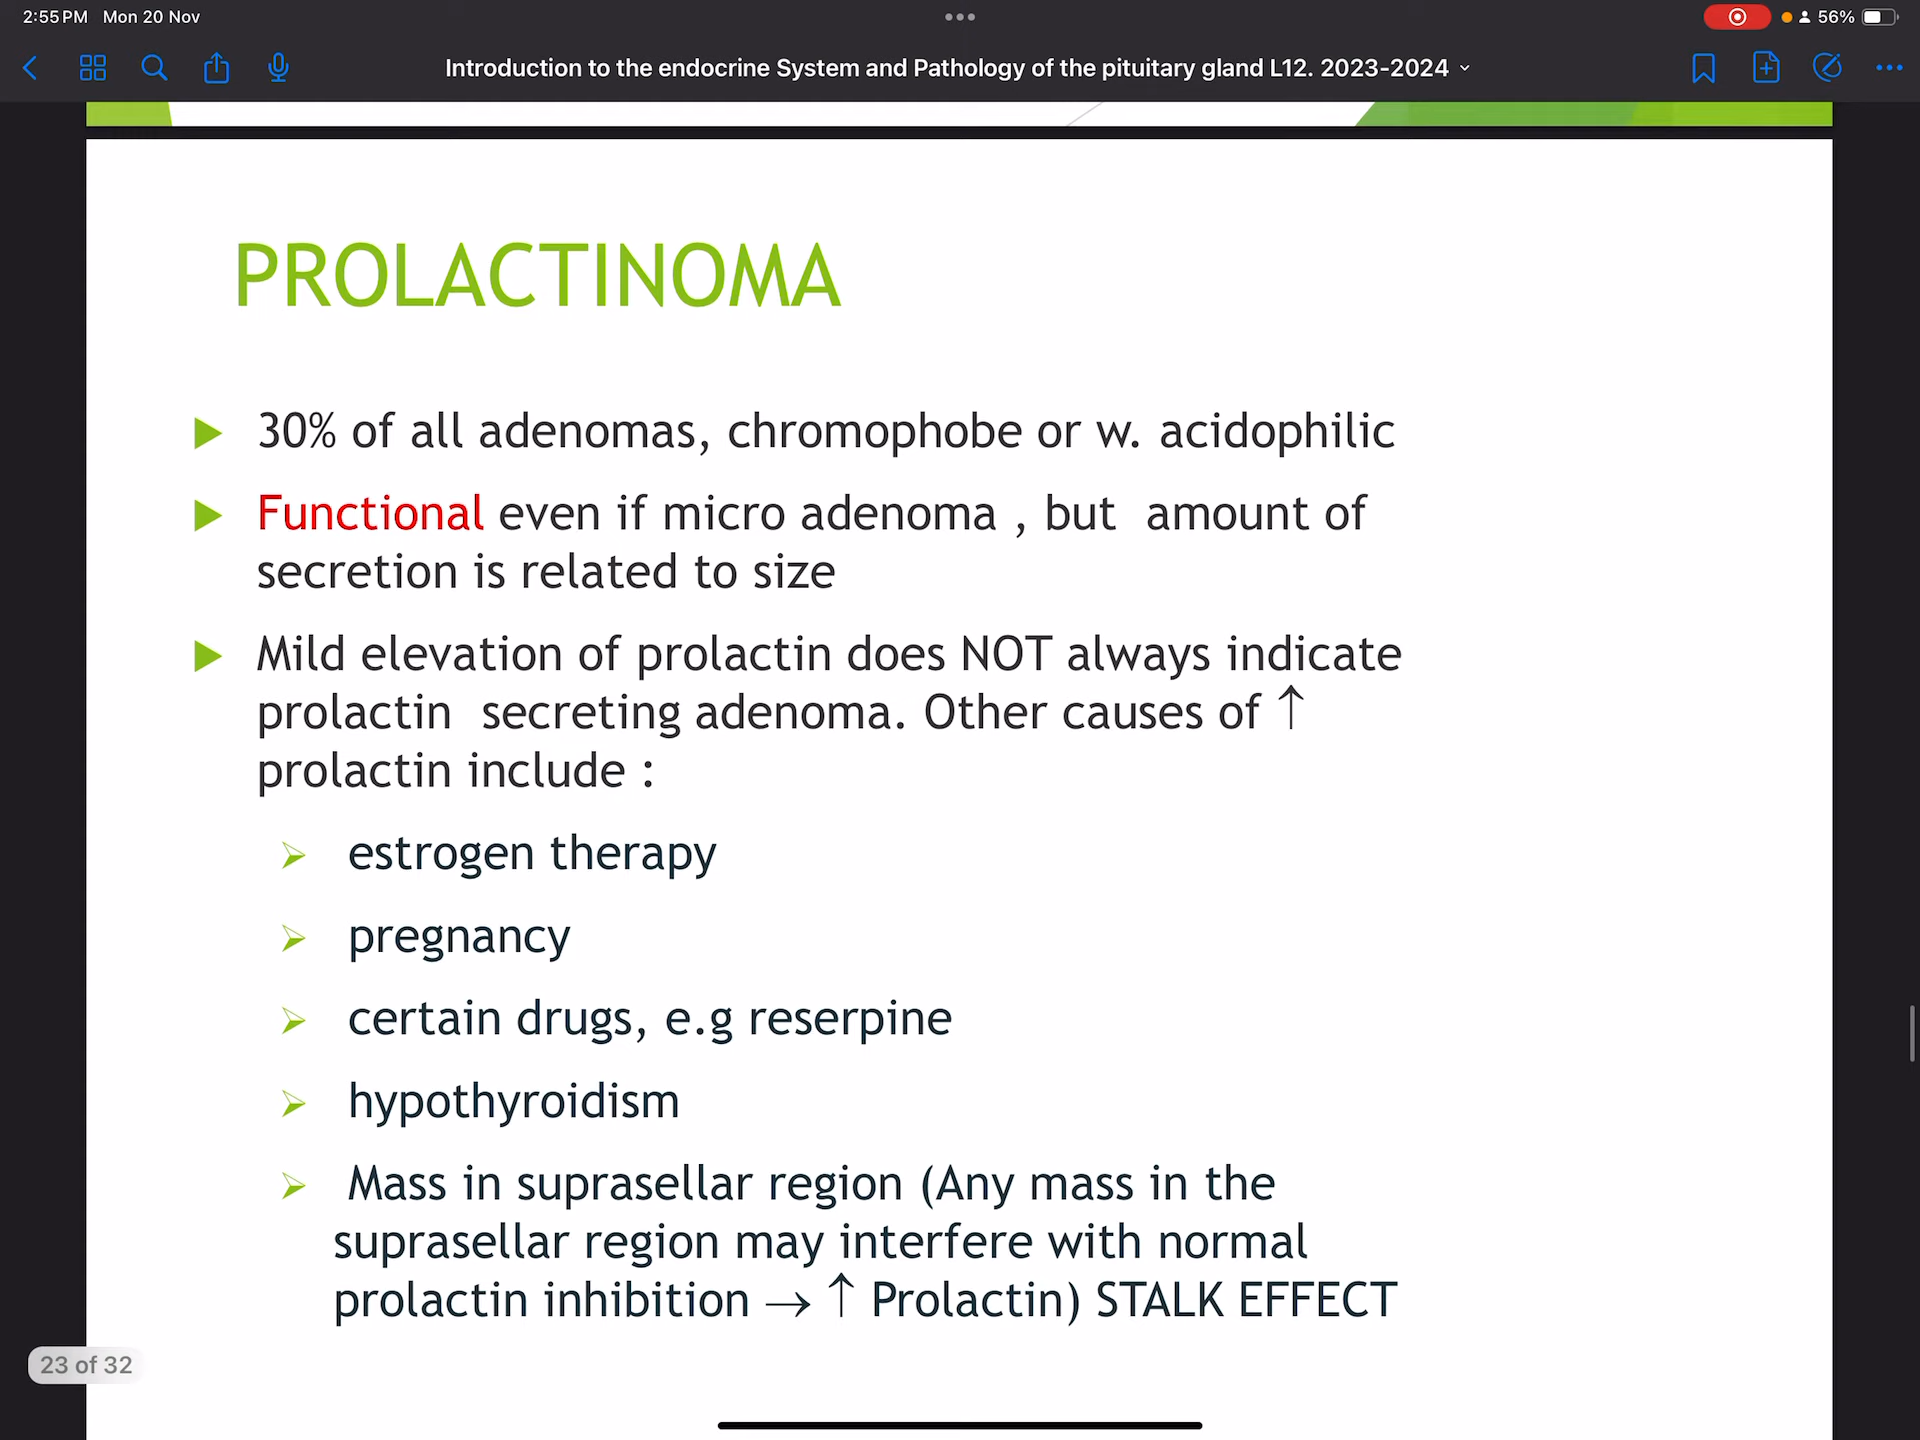 2:55 PM Mon 20 Nov
56%
Introduction to the endocrine System and Pathology of the pituitary gland L12. 2023-2024
PROLACTINOMA
30% of all adenomas, chromophobe or w. acidophilic
Functional even if micro adenoma , but amount of
secretion is related to size
Mild elevation of prolactin does NOT always indicate
prolactin secreting adenoma. Other causes of ↑
prolactin include :
estrogen therapy
pregnancy
certain drugs, e.g reserpine
hypothyroidism
Mass in suprasellar region (Any mass in the
suprasellar region may interfere with normal
prolactin inhibition → ↑ Prolactin) STALK EFFECT
23 of 32